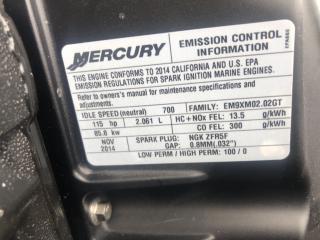 MERCURY
EMISSION CONTROL
INFORMATION
THIS ENGINE CONFORMS TO 2014 CALIFORNIA AND U.S. EPA
EMISSION REGULATIONS FOR SPARK IGNITION MARINE ENGINES.
Refer to owners's manual for maintenance specifications and
adjustments.
IDLE SPEED (neutral) 700 FAMILY: EM9XM02.02GT
115 hp 2.061 L HC + NOx FEL: 13.5 g/kWh
85.8 kw CO FEL: 300 g/kWh
NOV
2014
SPARK PLUG: NGK ZFR5F
GAP: 0.8MM(.032")
LOW PERM / HIGH PERM: 100 / 0